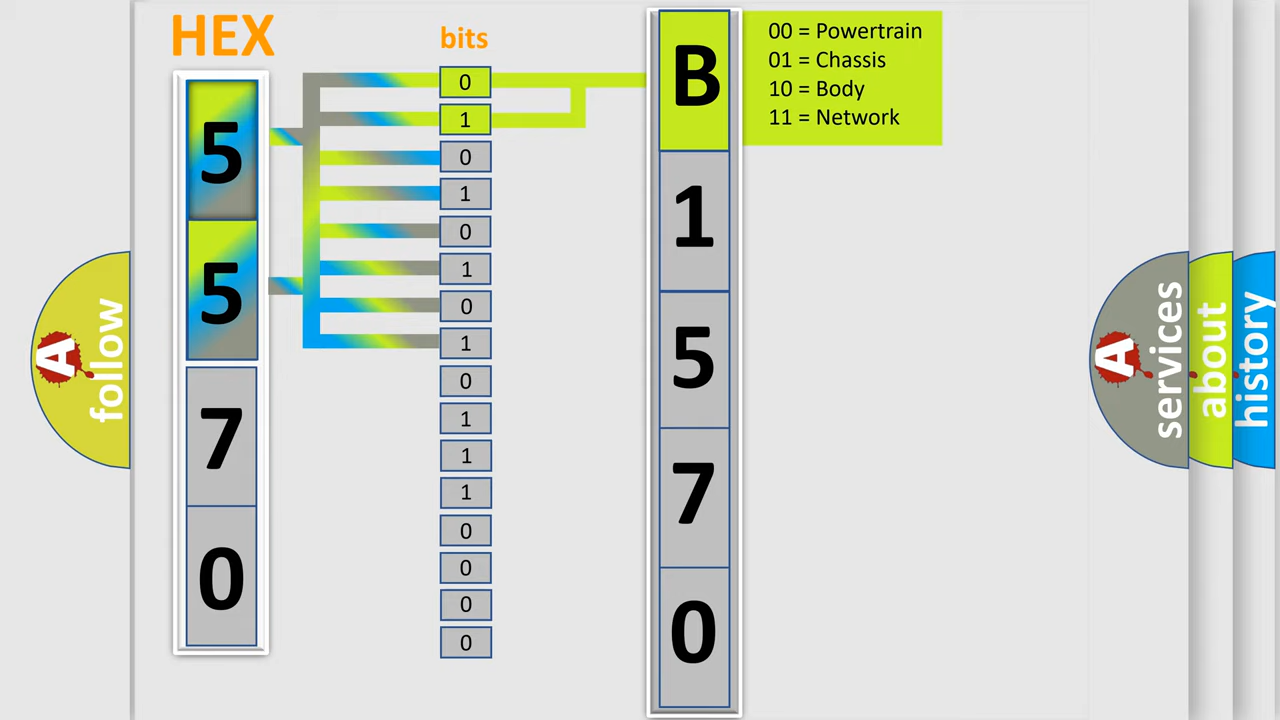 HEX
bits
5
5
7
0
0
1
0
1
0
1
0
1
0
1
1
1
0
0
0
0
B
1
5
7
0
00 = Powertrain
01 = Chassis
10 = Body
11 = Network
A follow
A services
about
history